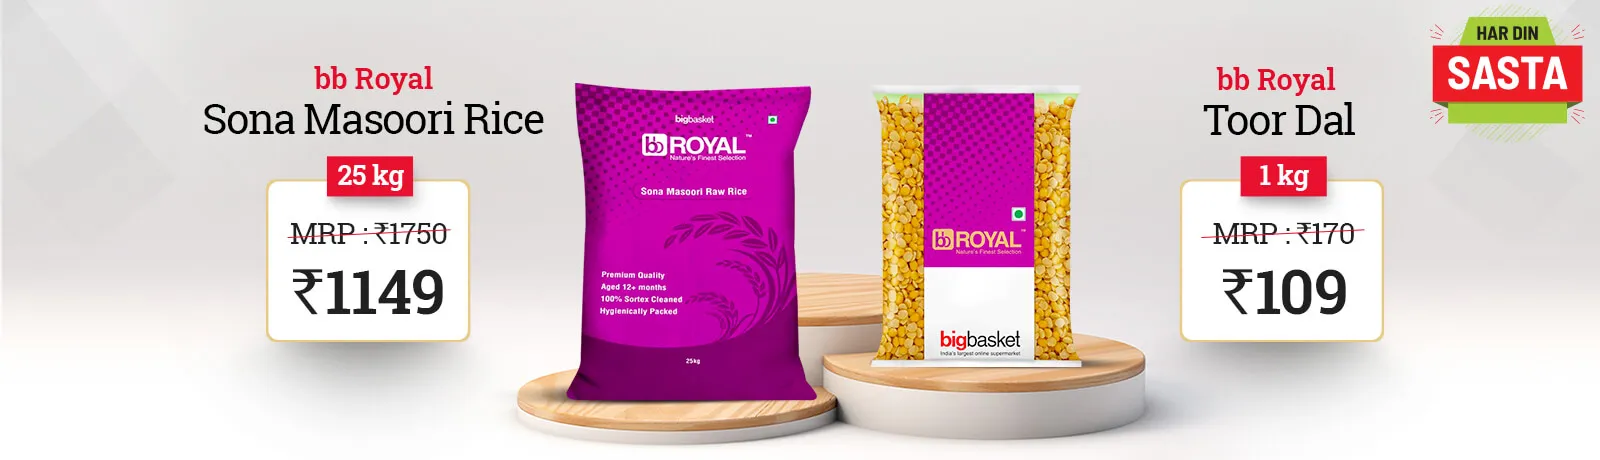 bb Royal
Sona Masoori Rice
25 kg
MRP : ₹1750
₹1149
bigbasket
bb ROYAL™
Nature's Finest Selection
Sona Masoori Raw Rice
Premium Quality
Aged 12+ months
100% Sortex Cleaned
Hygienically Packed
25kg
bb ROYAL™
Nature's Finest Selection
bigbasket
India's largest online supermarket
bb Royal
Toor Dal
1 kg
MRP : ₹170
₹109
HAR DIN
SASTA